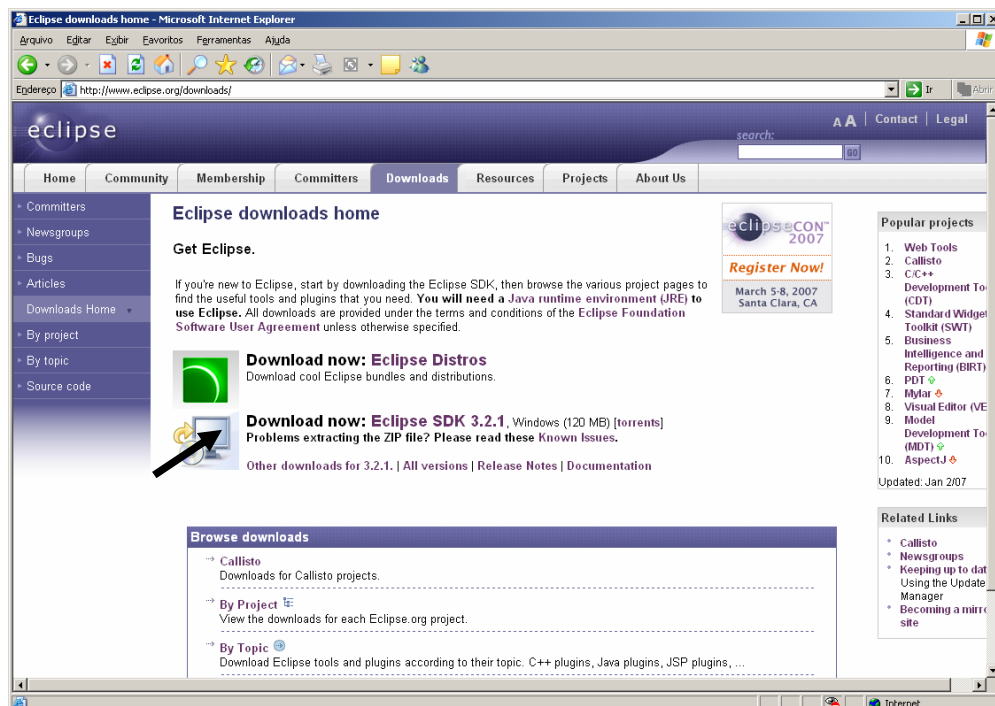 Eclipse downloads home - Microsoft Internet Explorer
Arquivo Editar Exibir Favoritos Ferramentas Ajuda
Endereço http://www.eclipse.org/downloads/ Ir Abrir
eclipse
A A | Contact | Legal
search:
GO
Home Community Membership Committers Downloads Resources Projects About Us
Committers
Newsgroups
Bugs
Articles
Downloads Home
By project
By topic
Source code
Eclipse downloads home
Get Eclipse.
If you're new to Eclipse, start by downloading the Eclipse SDK, then browse the various project pages to
find the useful tools and plugins that you need. You will need a Java runtime environment (JRE) to
use Eclipse. All downloads are provided under the terms and conditions of the Eclipse Foundation
Software User Agreement unless otherwise specified.
Download now: Eclipse Distros
Download cool Eclipse bundles and distributions.
Download now: Eclipse SDK 3.2.1, Windows (120 MB) [torrents]
Problems extracting the ZIP file? Please read these Known Issues.
Other downloads for 3.2.1. | All versions | Release Notes | Documentation
eclipseCON™
2007
Register Now!
March 5-8, 2007
Santa Clara, CA
Browse downloads
Callisto
Downloads for Callisto projects.
By Project
View the downloads for each Eclipse.org project.
By Topic
Download Eclipse tools and plugins according to their topic. C++ plugins, Java plugins, JSP plugins, ...
Popular projects
1. Web Tools
2. Callisto
3. C/C++
Development To
(CDT)
4. Standard Widget
Toolkit (SWT)
5. Business
Intelligence and
Reporting (BIRT)
6. PDT
7. Mylar
8. Visual Editor (VE
9. Model
Development To
(MDT)
10. AspectJ
Updated: Jan 2/07
Related Links
Callisto
Newsgroups
Keeping up to dat
Using the Update
Manager
Becoming a mirro
site
Internet